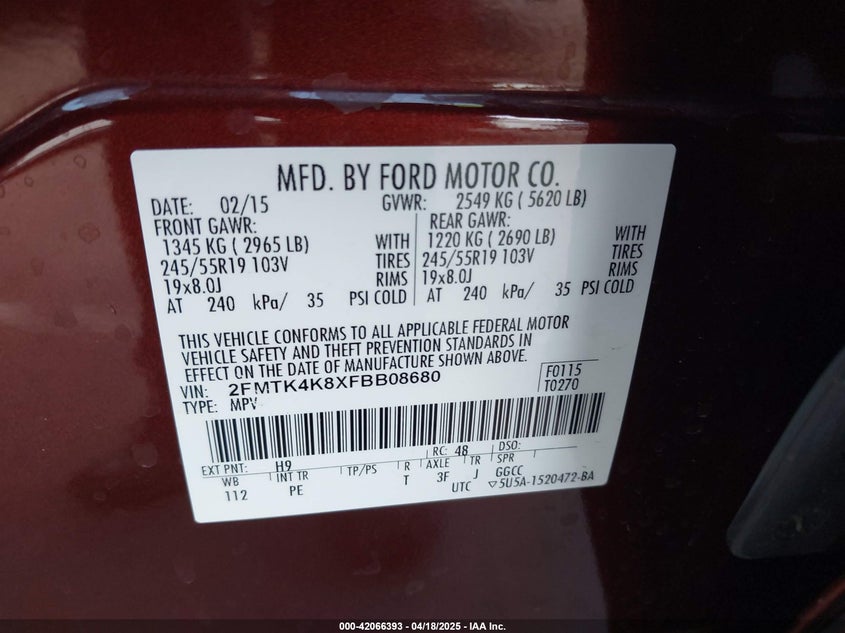 MFD. BY FORD MOTOR CO.
DATE: 02/15 GVWR: 2549 KG ( 5620 LB)
FRONT GAWR: REAR GAWR:
1345 KG ( 2965 LB) WITH 1220 KG ( 2690 LB) WITH
245/55R19 103V TIRES 245/55R19 103V TIRES
19x8.0J RIMS 19x8.0J RIMS
AT 240 kPa/ 35 PSI COLD AT 240 kPa/ 35 PSI COLD
THIS VEHICLE CONFORMS TO ALL APPLICABLE FEDERAL MOTOR
VEHICLE SAFETY AND THEFT PREVENTION STANDARDS IN
EFFECT ON THE DATE OF MANUFACTURE SHOWN ABOVE.
VIN: 2FMTK4K8XFBB08680 F0115
TYPE: MPV T0270
EXT PNT: H9 RC: 48 DSO:
WB INT TR TP/PS R AXLE TR SPR
112 PE T 3F J GGCC
UTC ▽5U5A-1520472-BA
000-42066393 - 04/18/2025 - IAA Inc.